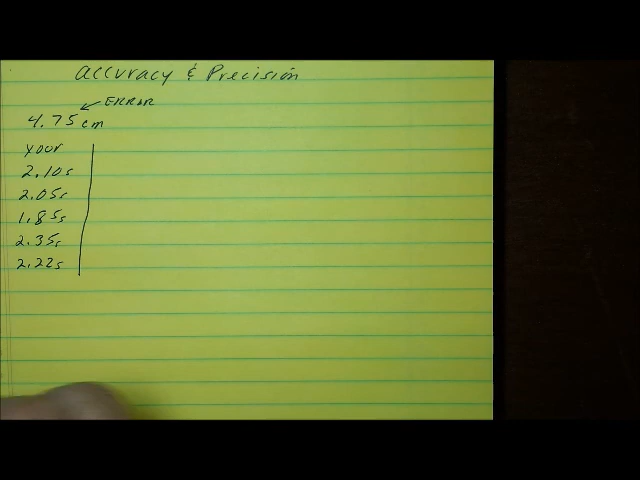 Accuracy & Precision
ERROR
4.75 cm
YOUR
2.10s
2.05s
1.85s
2.35s
2.22s